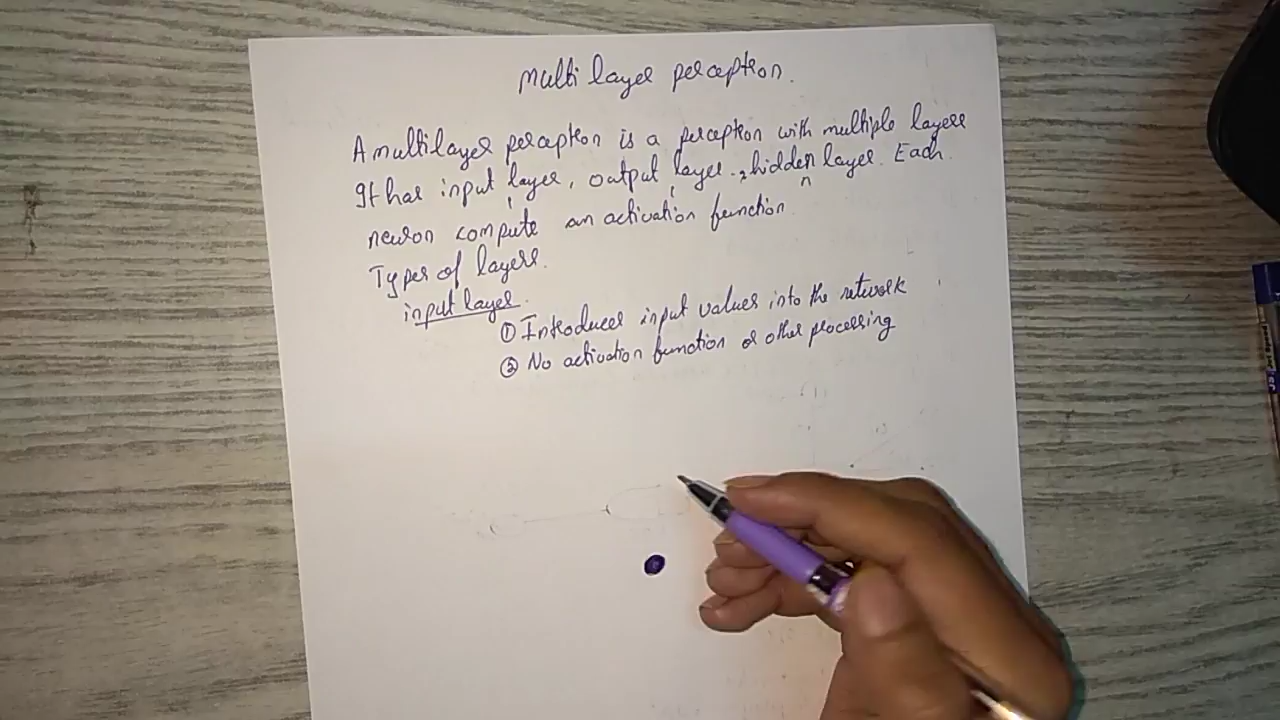 Multi layer perceptron.
A multilayer perceptron is a perceptron with multiple layers
It has input layer, output layer, hidden layer. Each
1 1 n
neuron compute an activation function
Types of layers.
input layer.
① Introduces input values into the network
② No activation function or other processing